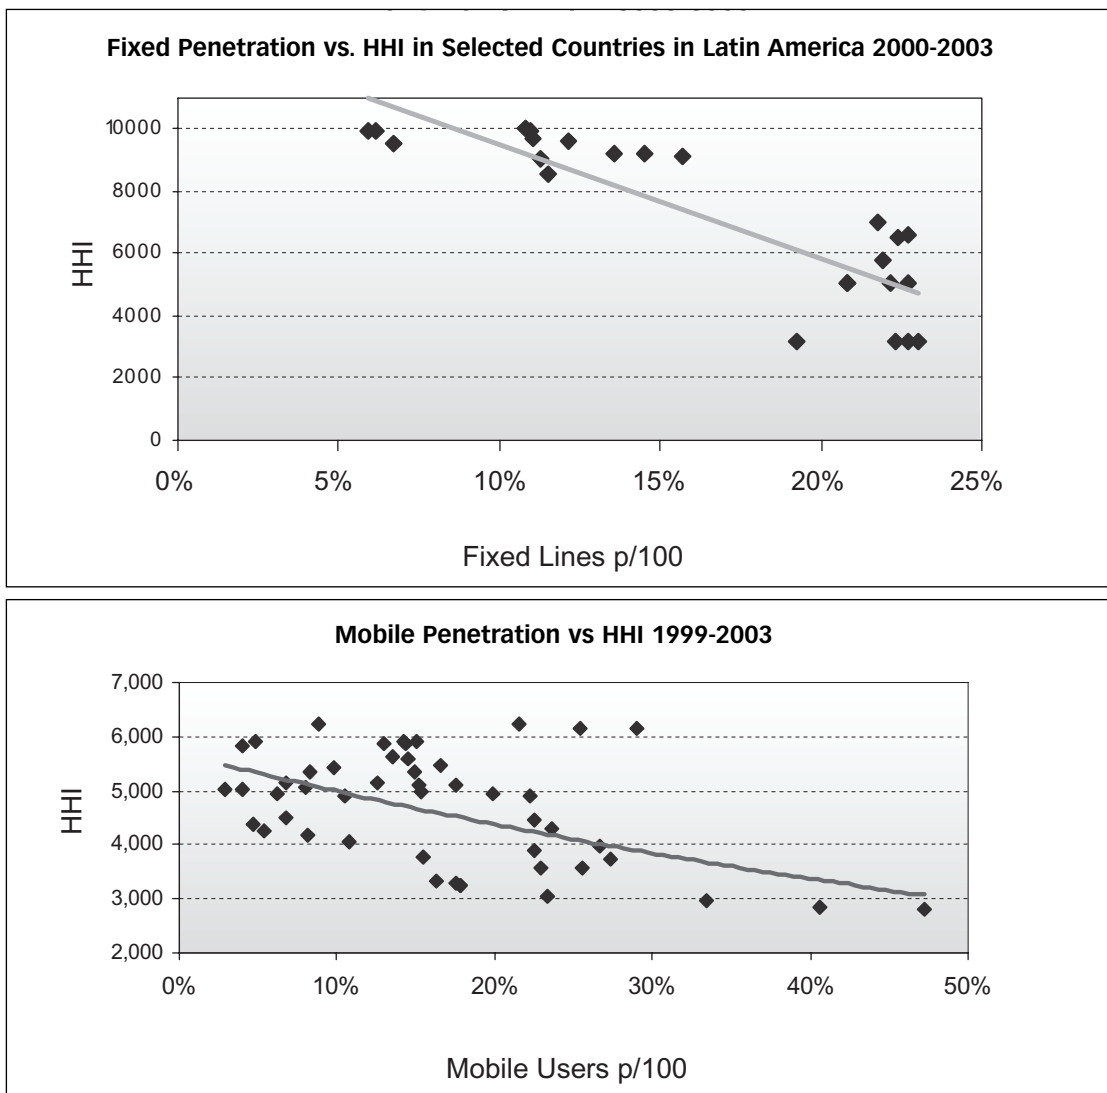 Fixed Penetration vs. HHI in Selected Countries in Latin America 2000-2003
10000
8000
6000
4000
2000
0
HHI
0% 5% 10% 15% 20% 25%
Fixed Lines p/100
Mobile Penetration vs HHI 1999-2003
7,000
6,000
5,000
4,000
3,000
2,000
HHI
0% 10% 20% 30% 40% 50%
Mobile Users p/100